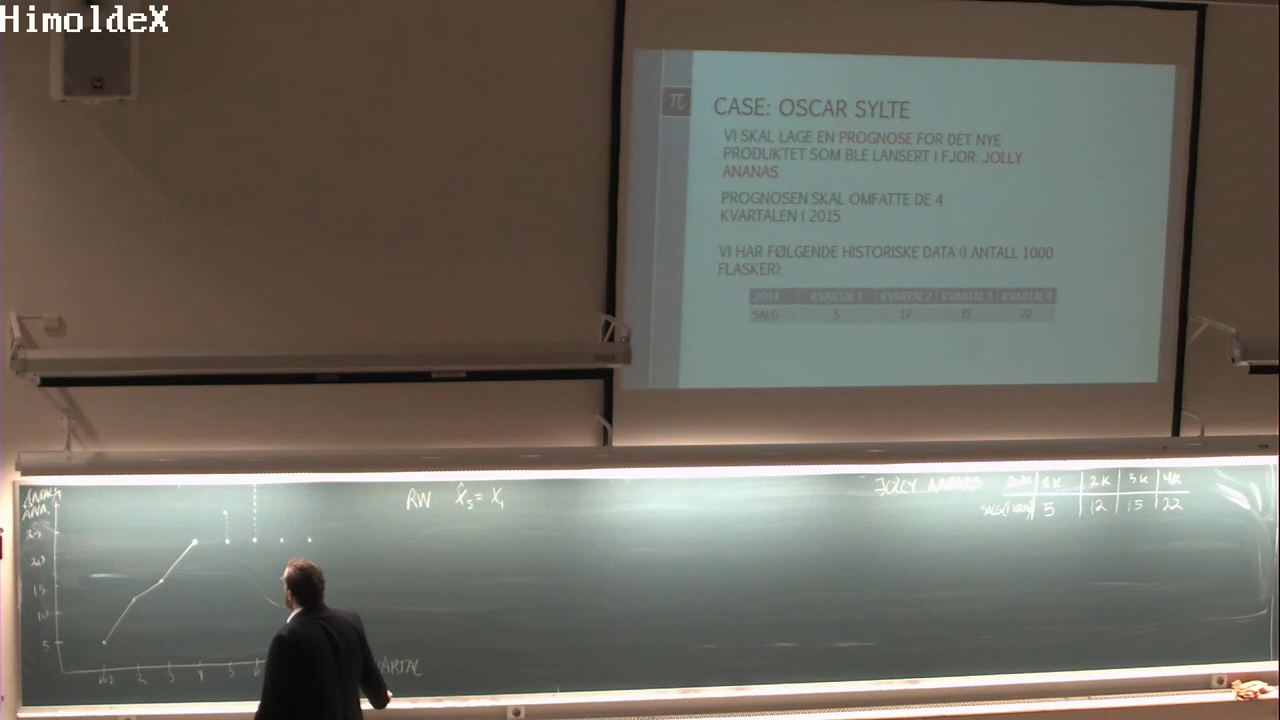 HimoldeX
π
CASE: OSCAR SYLTE
VI SKAL LAGE EN PROGNOSE FOR DET NYE
PRODUKTET SOM BLE LANSERT I FJOR: JOLLY
ANANAS
PROGNOSEN SKAL OMFATTE DE 4
KVARTALEN I 2015
VI HAR FØLGENDE HISTORISKE DATA (I ANTALL 1000
FLASKER):
2014 KVARTAL 1 KVARTAL 2 KVARTAL 3 KVARTAL 4
SALG 5 12 15 22
JOLLY ANANAS 1K 2K 3K 4K
5 12 15 22
RW X̂5 = X4
25
20
15
10
5
2 3 4 5